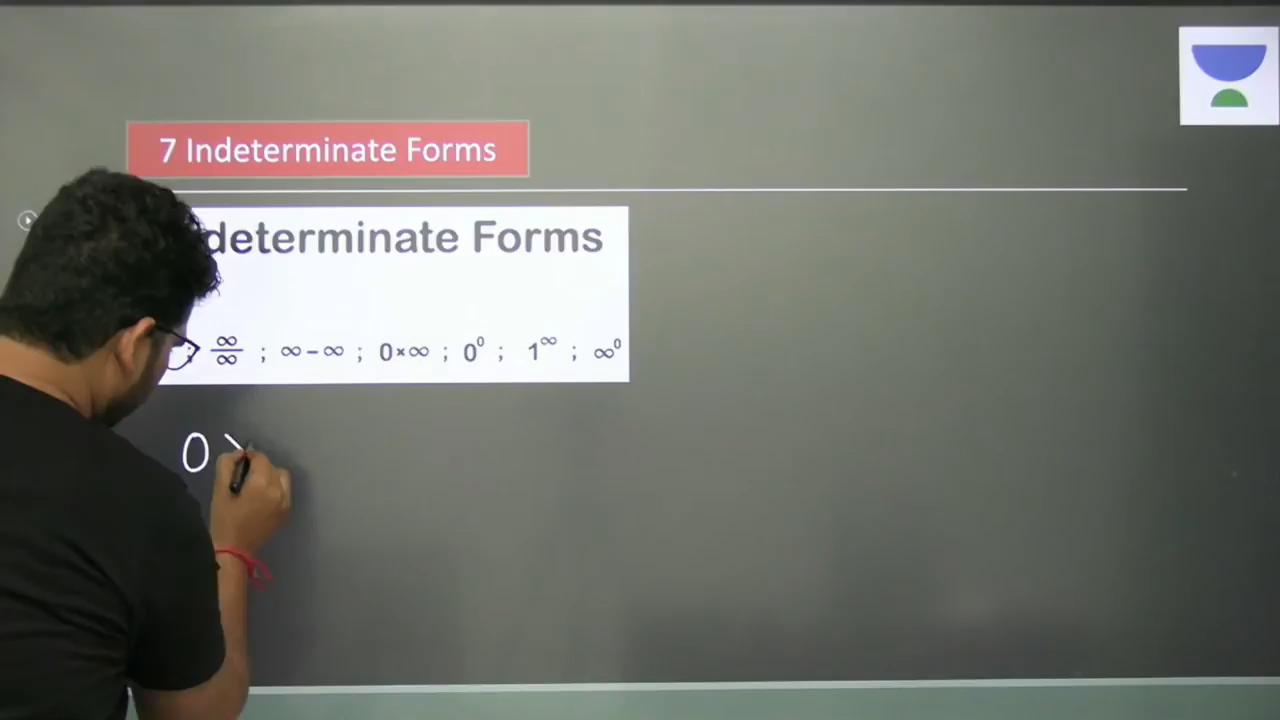 7 Indeterminate Forms
determinate Forms
∞/∞ ; ∞-∞ ; 0×∞ ; 0⁰ ; 1^∞ ; ∞⁰
0